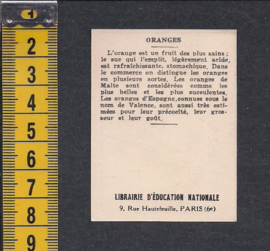 ORANGES
L'orange est un fruit des plus sains ;
le suc qui l'emplit, légèrement acide,
est rafraîchissante, stomachique. Dans
le commerce on distingue les oranges
en plusieurs sortes. Les oranges de
Malte sont considérées comme les
plus belles et les plus succulentes.
Les oranges d'Espagne, connues sous le
nom de Valence, sont aussi très esti-
mées pour leur précocité, leur gros-
seur et leur goût.
LIBRAIRIE D'ÉDUCATION NATIONALE
9, Rue Hautefeuille, PARIS (6e)
1
2
3
4
5
6
7
8
9